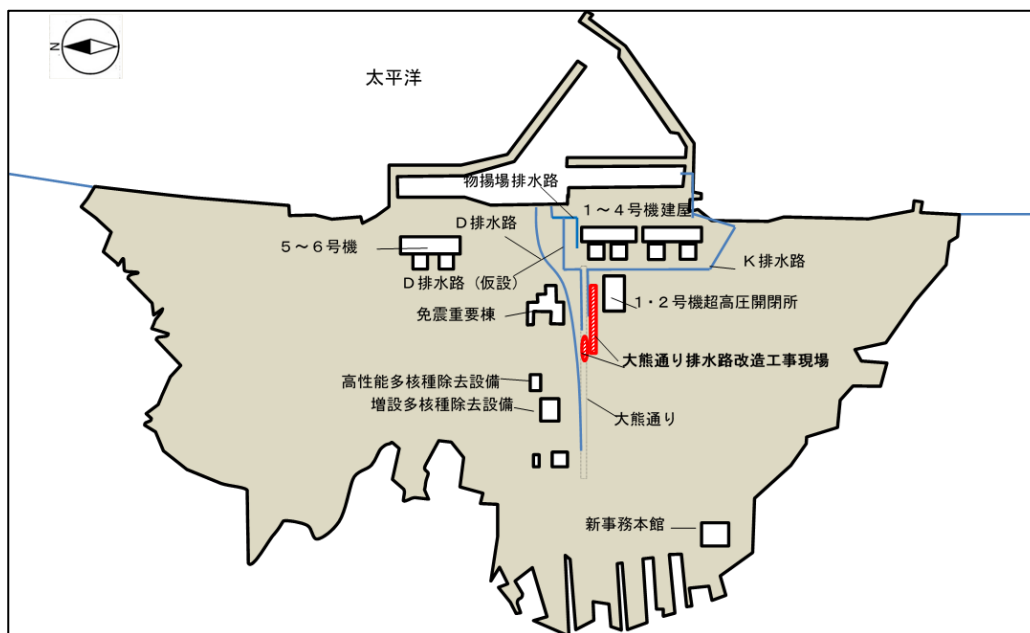 N
太平洋
物揚場排水路
1~4号機建屋
D排水路
5~6号機
K排水路
D排水路(仮設)
1・2号機超高圧開閉所
免震重要棟
大熊通り排水路改造工事現場
高性能多核種除去設備
増設多核種除去設備
大熊通り
新事務本館